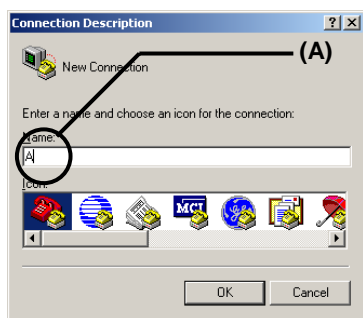 Connection Description
(A)
New Connection
Enter a name and choose an icon for the connection:
Name:
A
Icon:
MCI
OK Cancel